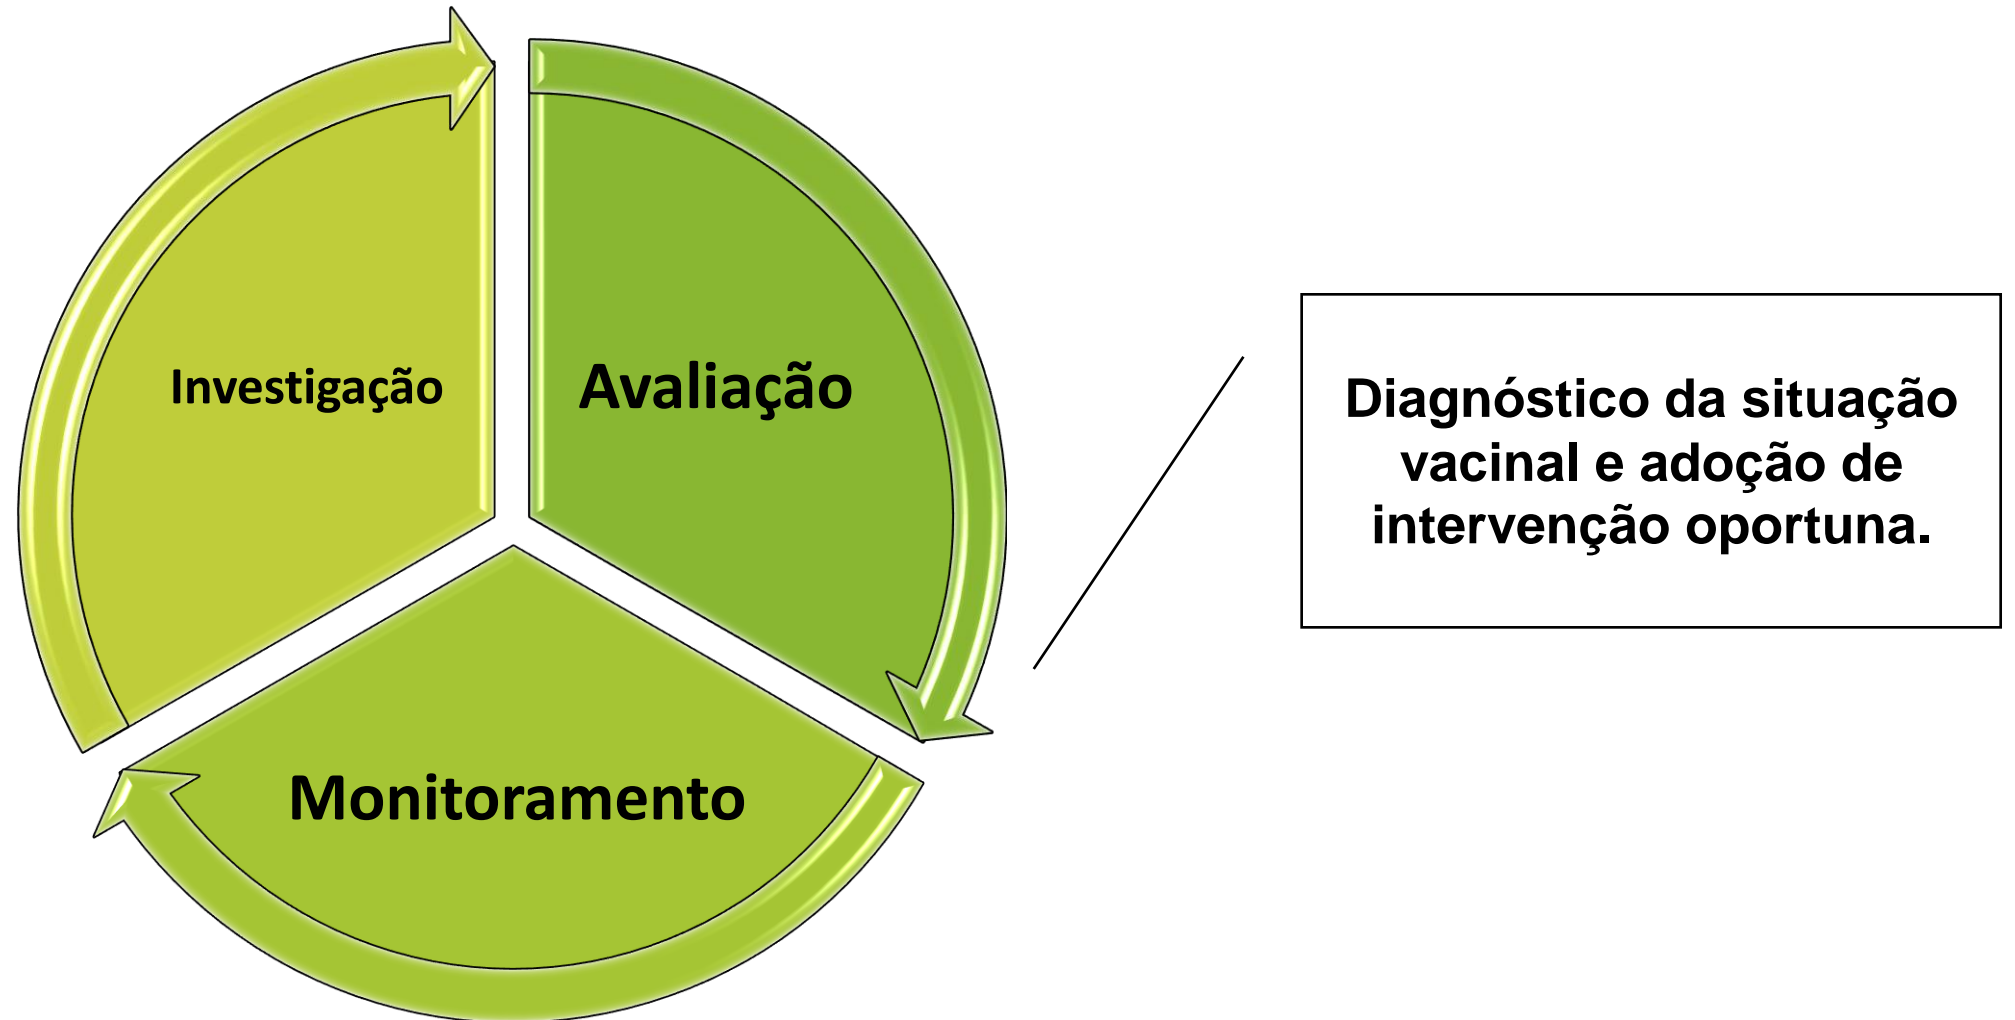 Investigação
Avaliação
Monitoramento
Diagnóstico da situação
vacinal e adoção de
intervenção oportuna.